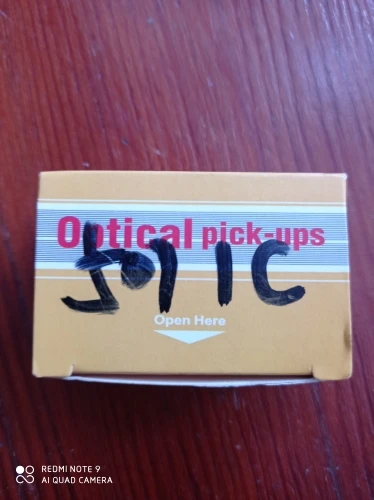 Optical pick-ups
Open Here
REDMI NOTE 9
AI QUAD CAMERA